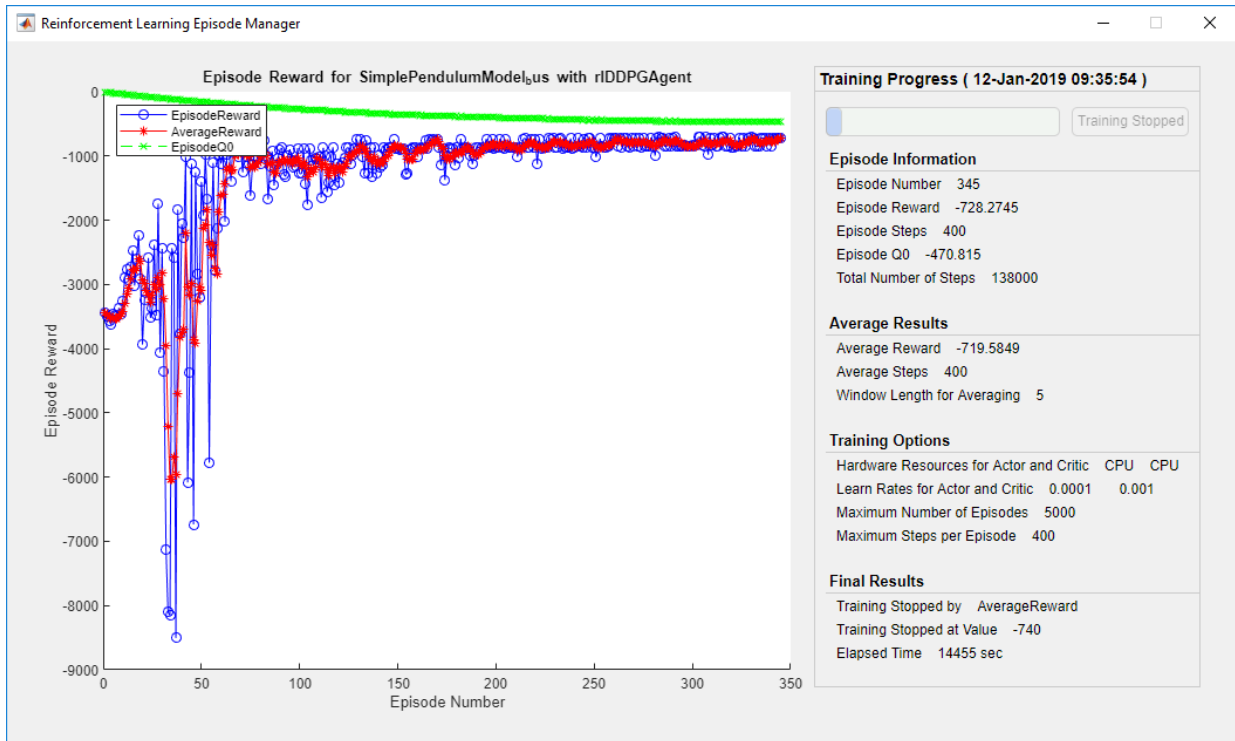 Reinforcement Learning Episode Manager
Episode Reward for SimplePendulumModelbus with rlDDPGAgent
EpisodeReward
AverageReward
EpisodeQ0
0
-1000
-2000
-3000
-4000
-5000
-6000
-7000
-8000
-9000
Episode Reward
0 50 100 150 200 250 300 350
Episode Number
Training Progress ( 12-Jan-2019 09:35:54 )
Training Stopped
Episode Information
Episode Number 345
Episode Reward -728.2745
Episode Steps 400
Episode Q0 -470.815
Total Number of Steps 138000
Average Results
Average Reward -719.5849
Average Steps 400
Window Length for Averaging 5
Training Options
Hardware Resources for Actor and Critic CPU CPU
Learn Rates for Actor and Critic 0.0001 0.001
Maximum Number of Episodes 5000
Maximum Steps per Episode 400
Final Results
Training Stopped by AverageReward
Training Stopped at Value -740
Elapsed Time 14455 sec